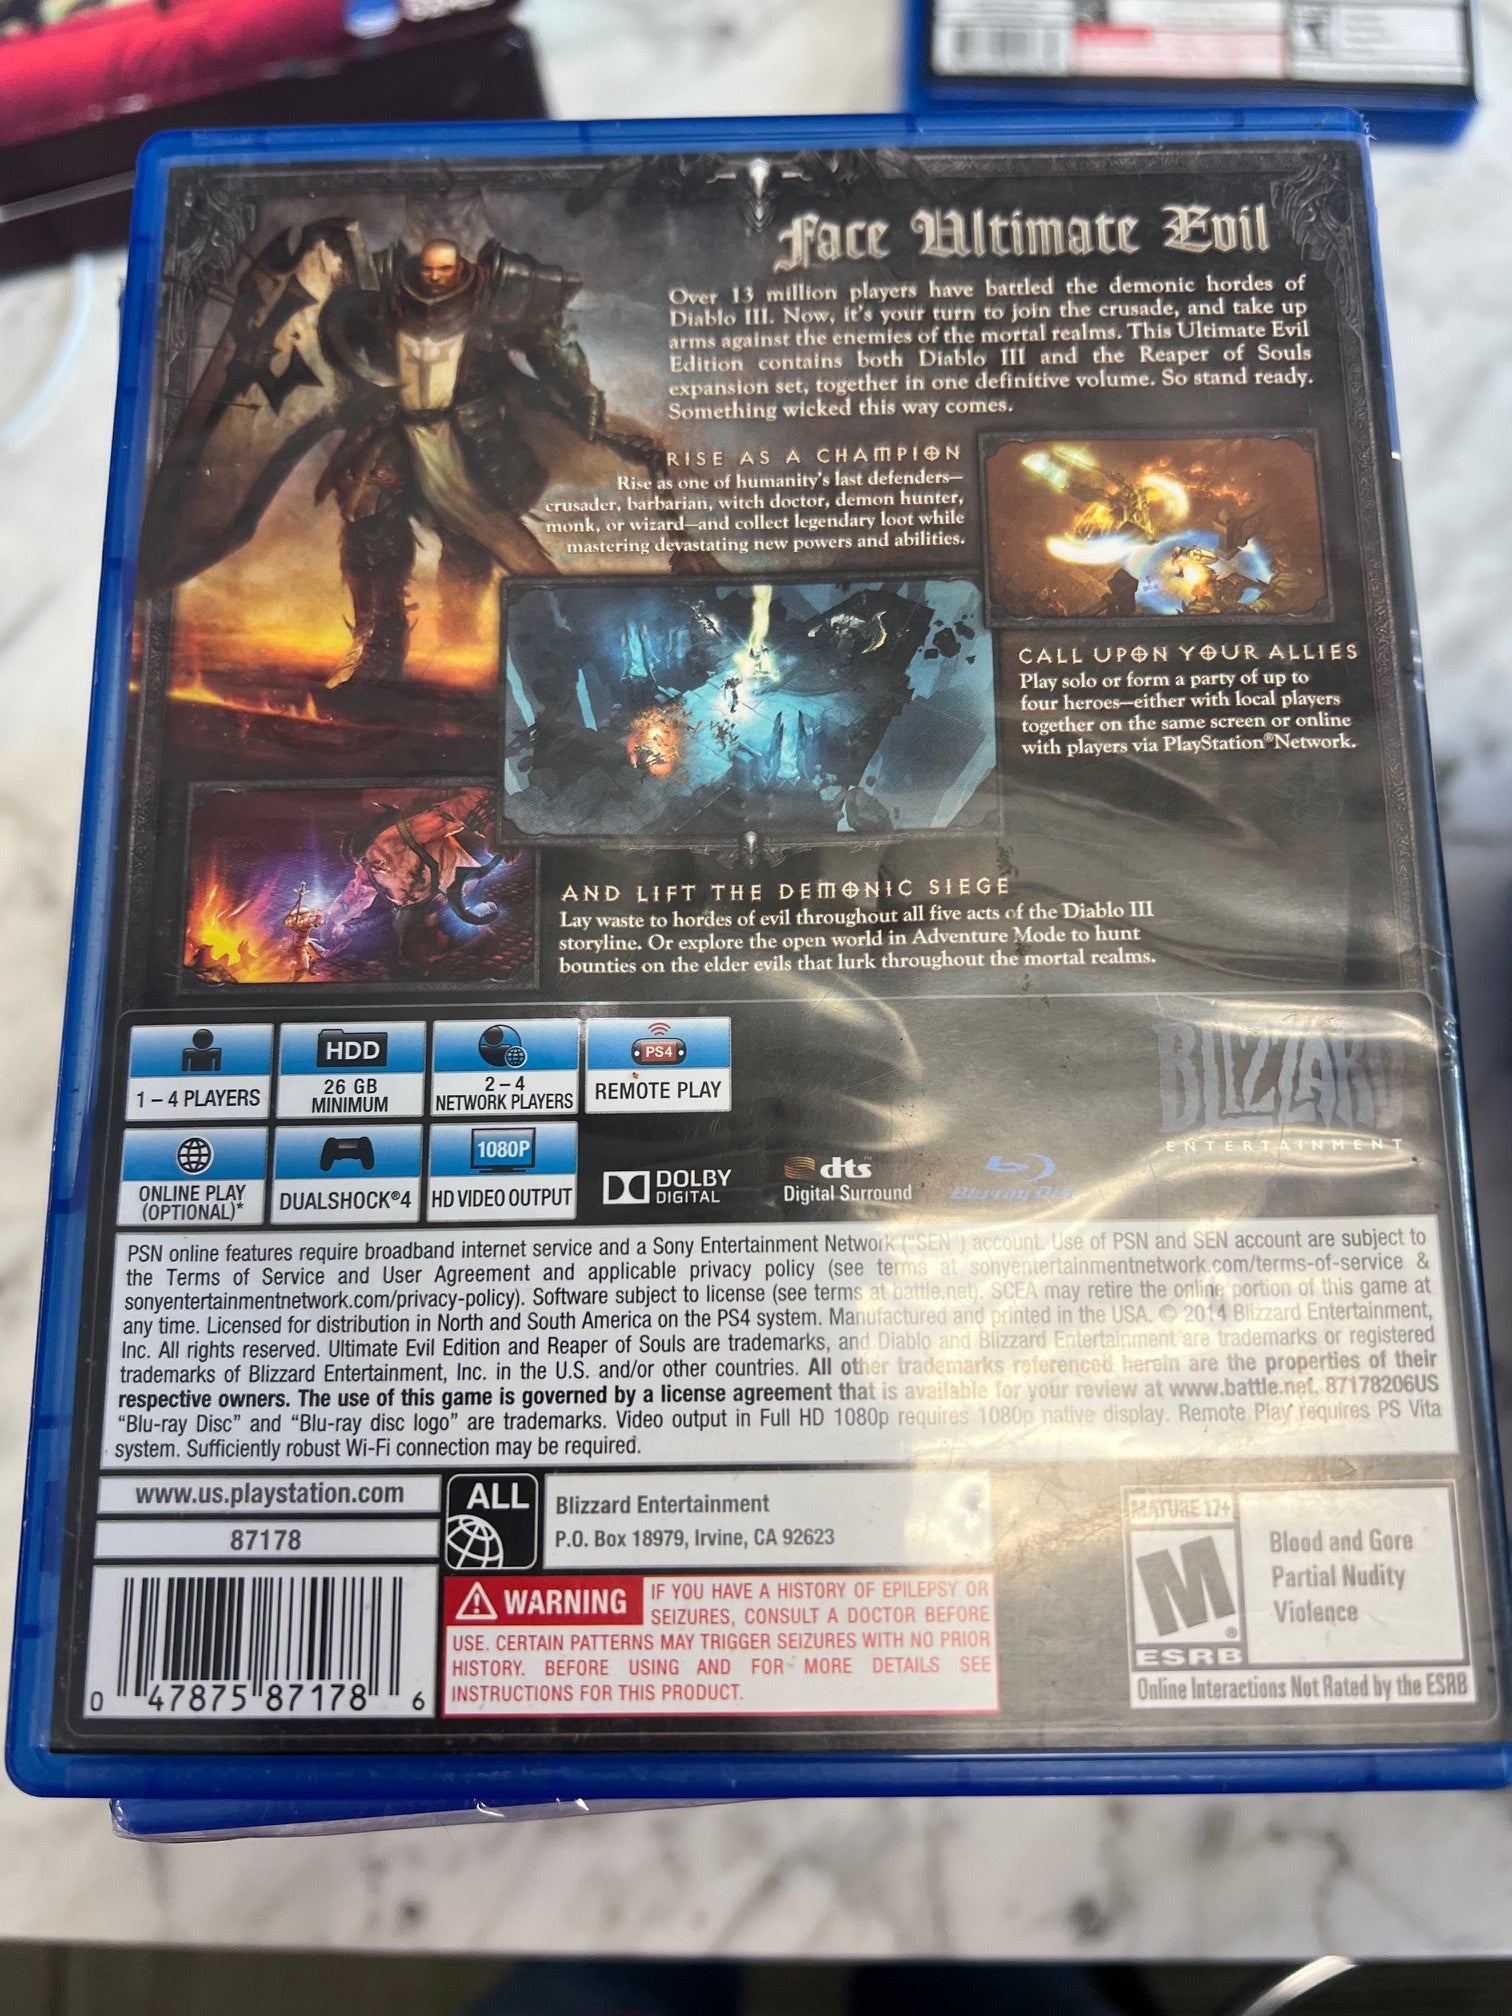 Face Ultimate Evil
Over 13 million players have battled the demonic hordes of
Diablo III. Now, it's your turn to join the crusade, and take up
arms against the enemies of the mortal realms. This Ultimate Evil
Edition contains both Diablo III and the Reaper of Souls
expansion set, together in one definitive volume. So stand ready.
Something wicked this way comes.
RISE AS A CHAMPION
Rise as one of humanity's last defenders—
crusader, barbarian, witch doctor, demon hunter,
monk, or wizard—and collect legendary loot while
mastering devastating new powers and abilities.
CALL UPON YOUR ALLIES
Play solo or form a party of up to
four heroes—either with local players
together on the same screen or online
with players via PlayStation®Network.
AND LIFT THE DEMONIC SIEGE
Lay waste to hordes of evil throughout all five acts of the Diablo III
storyline. Or explore the open world in Adventure Mode to hunt
bounties on the elder evils that lurk throughout the mortal realms.
1 – 4 PLAYERS
HDD
26 GB
MINIMUM
2 – 4
NETWORK PLAYERS
PS4
REMOTE PLAY
ONLINE PLAY
(OPTIONAL)*
DUALSHOCK®4
1080P
HD VIDEO OUTPUT
DOLBY
DIGITAL
dts
Digital Surround
Blu-ray Disc
BLIZZARD
ENTERTAINMENT
PSN online features require broadband internet service and a Sony Entertainment Network ("SEN") account. Use of PSN and SEN account are subject to
the Terms of Service and User Agreement and applicable privacy policy (see terms at sonyentertainmentnetwork.com/terms-of-service &
sonyentertainmentnetwork.com/privacy-policy). Software subject to license (see terms at battle.net). SCEA may retire the online portion of this game at
any time. Licensed for distribution in North and South America on the PS4 system. Manufactured and printed in the USA. © 2014 Blizzard Entertainment,
Inc. All rights reserved. Ultimate Evil Edition and Reaper of Souls are trademarks, and Diablo and Blizzard Entertainment are trademarks or registered
trademarks of Blizzard Entertainment, Inc. in the U.S. and/or other countries. All other trademarks referenced herein are the properties of their
respective owners. The use of this game is governed by a license agreement that is available for your review at www.battle.net. 87178206US
“Blu-ray Disc” and “Blu-ray disc logo” are trademarks. Video output in Full HD 1080p requires 1080p native display. Remote Play requires PS Vita
system. Sufficiently robust Wi-Fi connection may be required.
www.us.playstation.com
87178
ALL
Blizzard Entertainment
P.O. Box 18979, Irvine, CA 92623
WARNING IF YOU HAVE A HISTORY OF EPILEPSY OR
SEIZURES, CONSULT A DOCTOR BEFORE
USE. CERTAIN PATTERNS MAY TRIGGER SEIZURES WITH NO PRIOR
HISTORY. BEFORE USING AND FOR MORE DETAILS SEE
INSTRUCTIONS FOR THIS PRODUCT.
0 47875 87178 6
MATURE 17+
M
®
ESRB
Blood and Gore
Partial Nudity
Violence
Online Interactions Not Rated by the ESRB